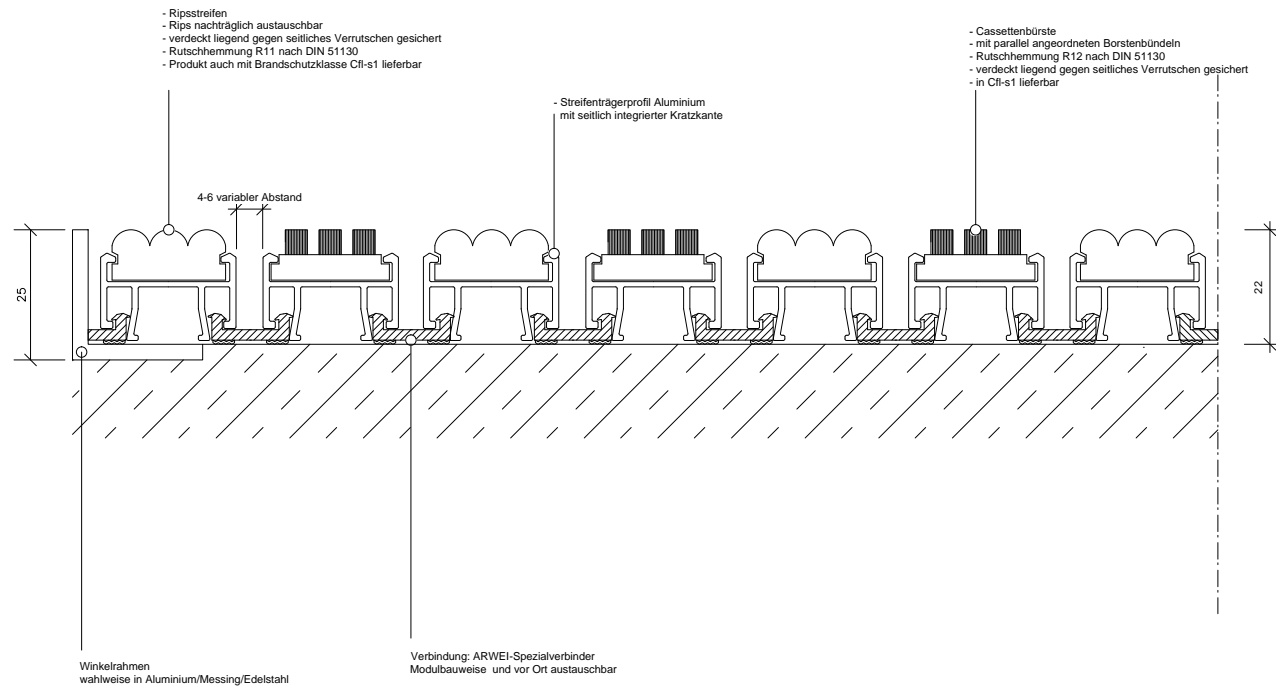 - Ripsstreifen
- Rips nachträglich austauschbar
- verdeckt liegend gegen seitliches Verrutschen gesichert
- Rutschhemmung R11 nach DIN 51130
- Produkt auch mit Brandschutzklasse Cfl-s1 lieferbar
- Cassettenbürste
- mit parallel angeordneten Borstenbündeln
- Rutschhemmung R12 nach DIN 51130
- verdeckt liegend gegen seitliches Verrutschen gesichert
- in Cfl-s1 lieferbar
- Streifenträgerprofil Aluminium
mit seitlich integrierter Kratzkante
4-6 variabler Abstand
25
22
Winkelrahmen
wahlweise in Aluminium/Messing/Edelstahl
Verbindung: ARWEI-Spezialverbinder
Modulbauweise und vor Ort austauschbar